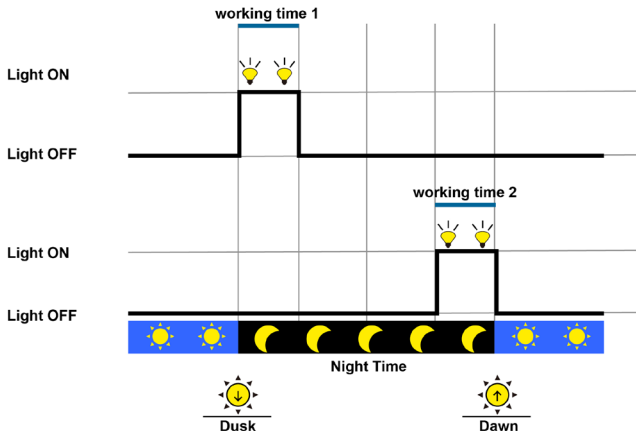 working time 1
Light ON
Light OFF
working time 2
Light ON
Light OFF
Night Time
Dusk
Dawn